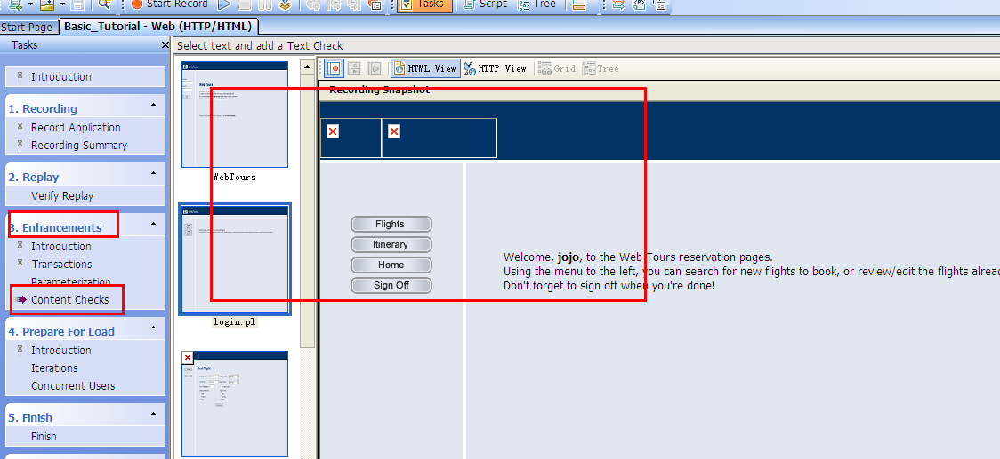 Start Record
Tasks
Script
Tree
Start Page
Basic_Tutorial - Web (HTTP/HTML)
Tasks
Introduction
1. Recording
Record Application
Recording Summary
2. Replay
Verify Replay
3. Enhancements
Introduction
Transactions
Parameterization
Content Checks
4. Prepare For Load
Introduction
Iterations
Concurrent Users
5. Finish
Finish
Select text and add a Text Check
Web Tours
WebTours
login.pl
Find Flight
HTML View
HTTP View
Grid
Tree
Recording Snapshot
Flights
Itinerary
Home
Sign Off
Welcome, jojo, to the Web Tours reservation pages.
Using the menu to the left, you can search for new flights to book, or review/edit the flights alrea
Don't forget to sign off when you're done!